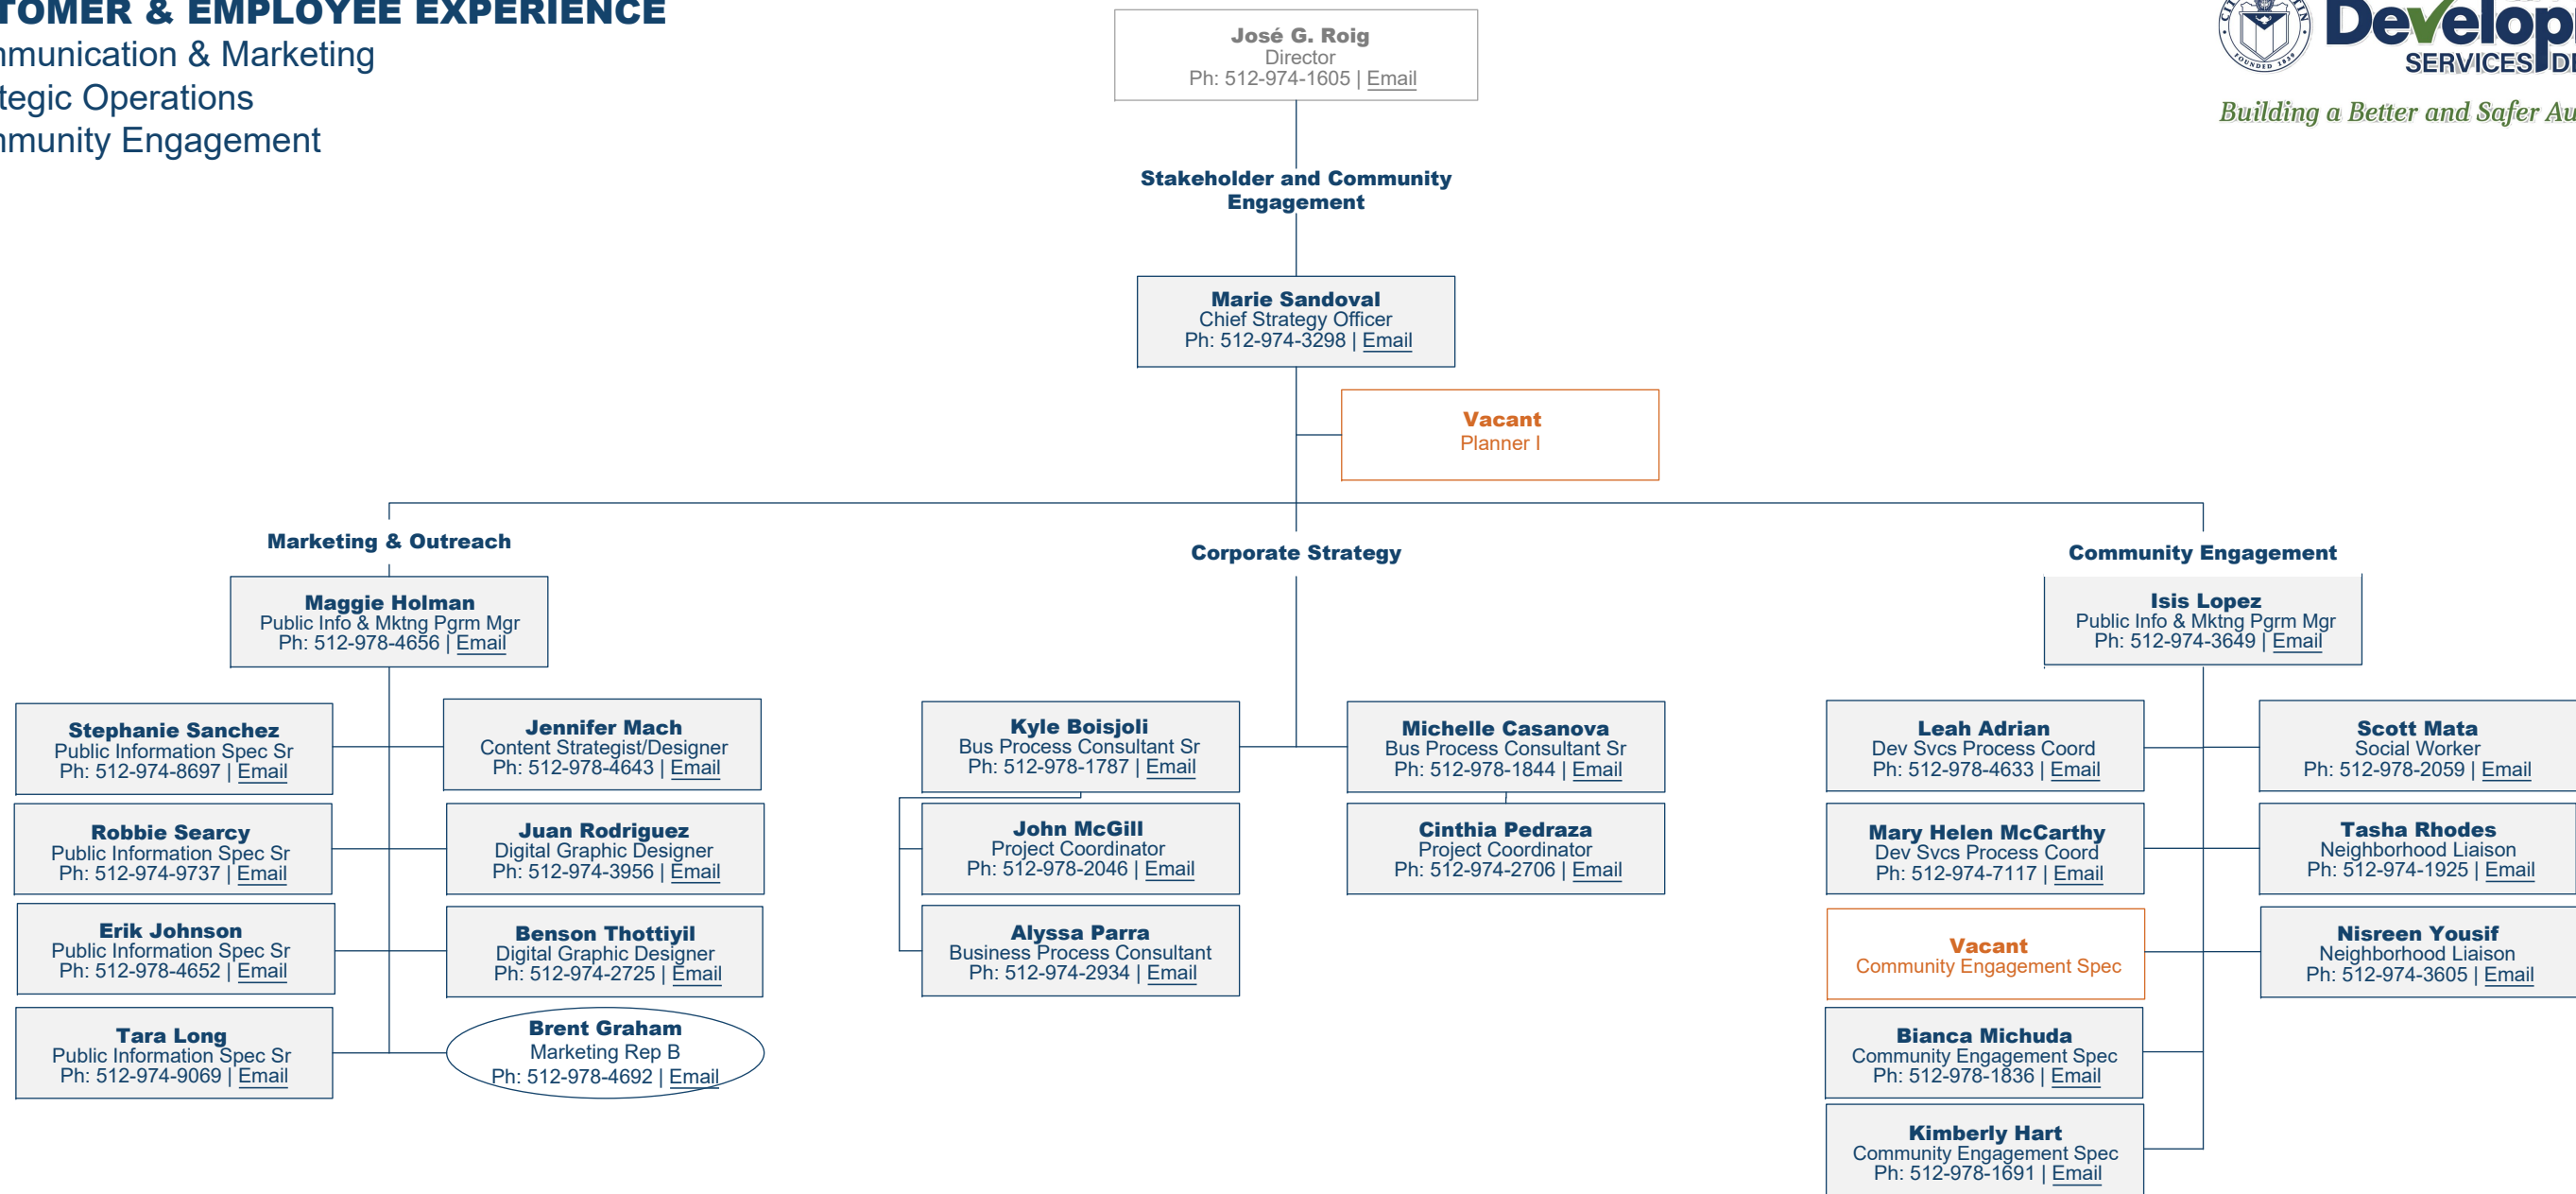 TOMER & EMPLOYEE EXPERIENCE
mmunication & Marketing
tegic Operations
mmunity Engagement
José G. Roig
Director
Ph: 512-974-1605 | Email
FOUNDED 1839
Develop
SERVICES DE
Building a Better and Safer Au
Stakeholder and Community
Engagement
Marie Sandoval
Chief Strategy Officer
Ph: 512-974-3298 | Email
Vacant
Planner I
Marketing & Outreach
Maggie Holman
Public Info & Mktng Pgrm Mgr
Ph: 512-978-4656 | Email
Stephanie Sanchez
Public Information Spec Sr
Ph: 512-974-8697 | Email
Jennifer Mach
Content Strategist/Designer
Ph: 512-978-4643 | Email
Robbie Searcy
Public Information Spec Sr
Ph: 512-974-9737 | Email
Juan Rodriguez
Digital Graphic Designer
Ph: 512-974-3956 | Email
Erik Johnson
Public Information Spec Sr
Ph: 512-978-4652 | Email
Benson Thottiyil
Digital Graphic Designer
Ph: 512-974-2725 | Email
Tara Long
Public Information Spec Sr
Ph: 512-974-9069 | Email
Brent Graham
Marketing Rep B
Ph: 512-978-4692 | Email
Corporate Strategy
Kyle Boisjoli
Bus Process Consultant Sr
Ph: 512-978-1787 | Email
Michelle Casanova
Bus Process Consultant Sr
Ph: 512-978-1844 | Email
John McGill
Project Coordinator
Ph: 512-978-2046 | Email
Cinthia Pedraza
Project Coordinator
Ph: 512-974-2706 | Email
Alyssa Parra
Business Process Consultant
Ph: 512-974-2934 | Email
Community Engagement
Isis Lopez
Public Info & Mktng Pgrm Mgr
Ph: 512-974-3649 | Email
Leah Adrian
Dev Svcs Process Coord
Ph: 512-978-4633 | Email
Scott Mata
Social Worker
Ph: 512-978-2059 | Email
Mary Helen McCarthy
Dev Svcs Process Coord
Ph: 512-974-7117 | Email
Tasha Rhodes
Neighborhood Liaison
Ph: 512-974-1925 | Email
Vacant
Community Engagement Spec
Nisreen Yousif
Neighborhood Liaison
Ph: 512-974-3605 | Email
Bianca Michuda
Community Engagement Spec
Ph: 512-978-1836 | Email
Kimberly Hart
Community Engagement Spec
Ph: 512-978-1691 | Email